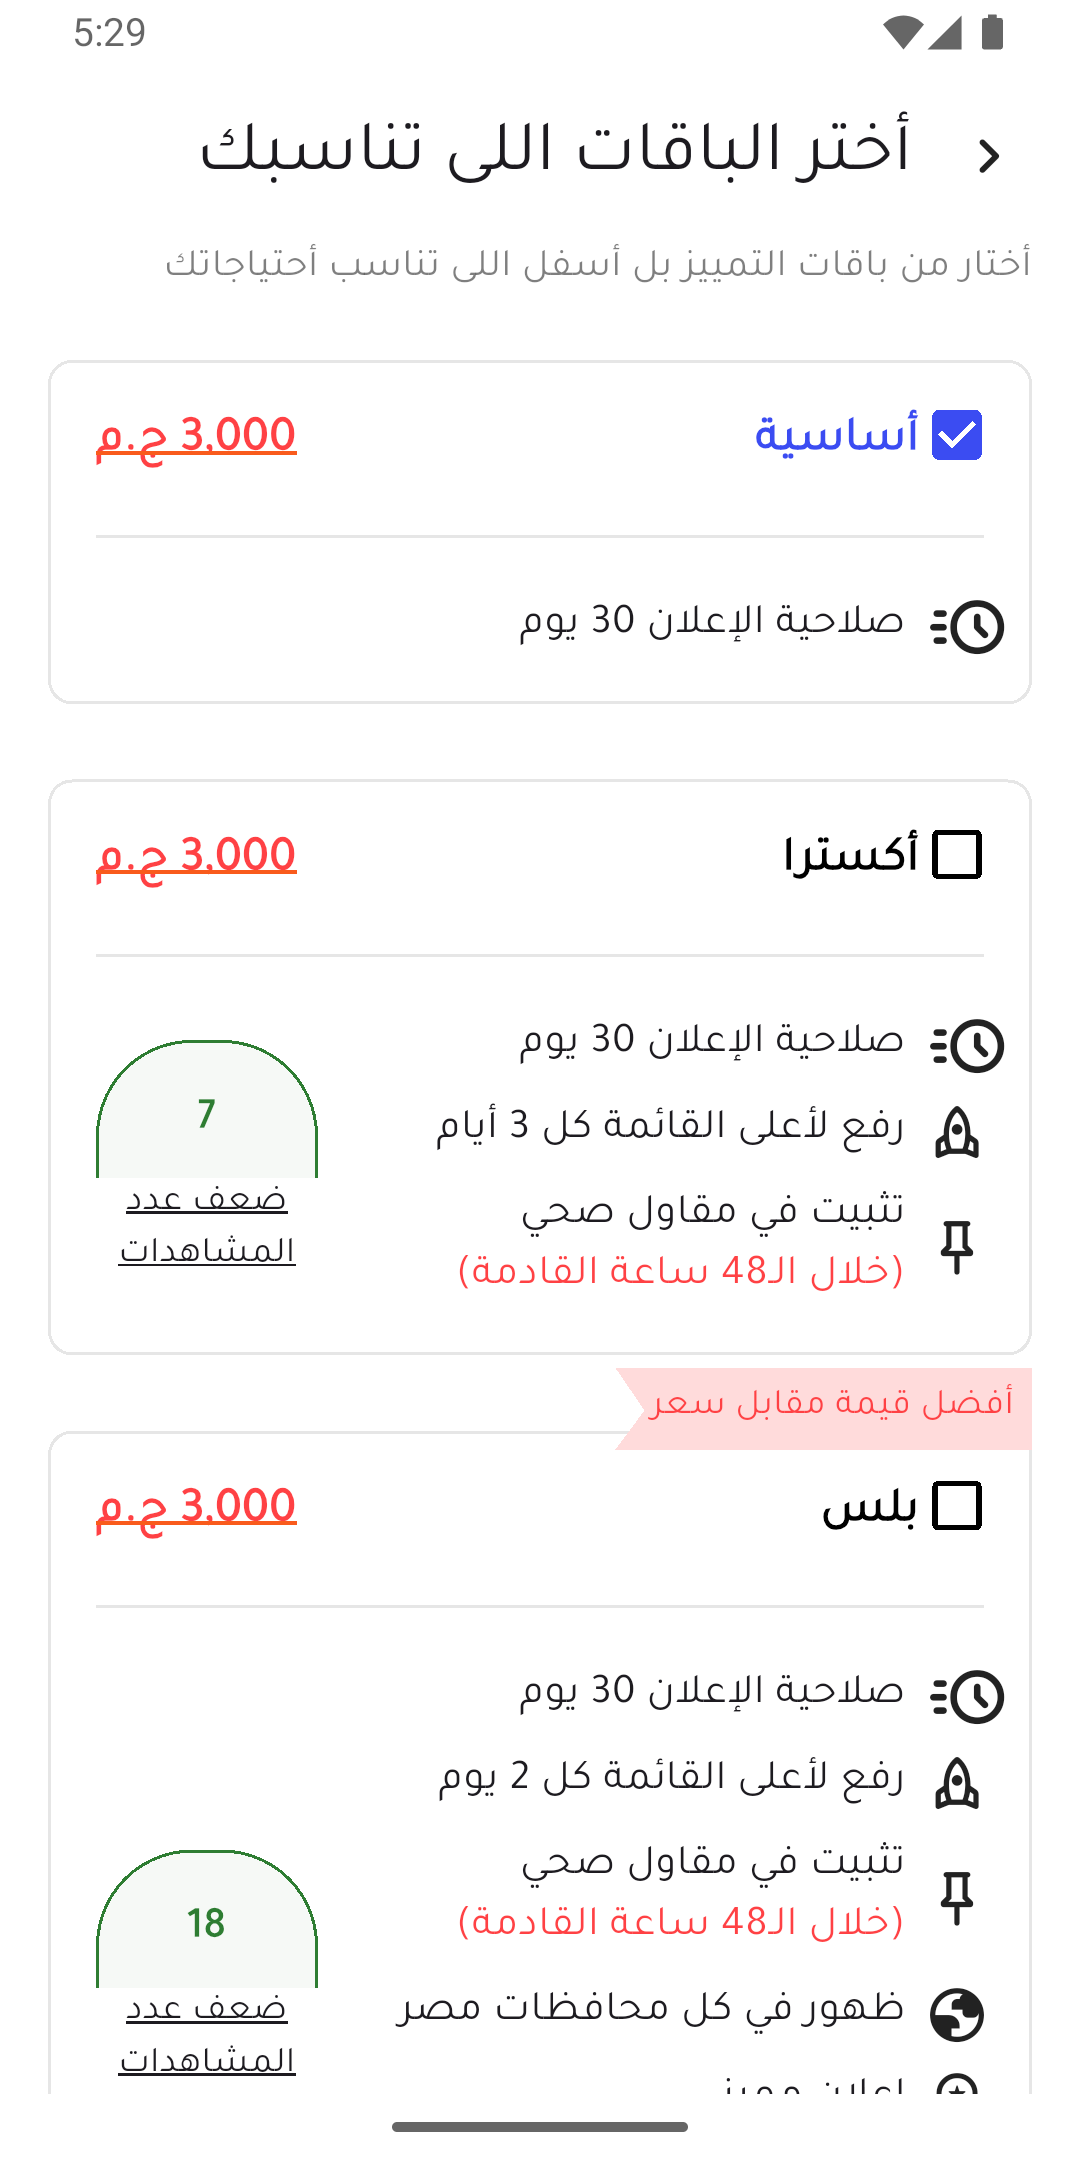 5:29
أختر الباقات اللى تناسبك
أختار من باقات التمييز بل أسفل اللى تناسب أحتياجاتك
أساسية
3,000 ج.م
صلاحية الإعلان 30 يوم
أكسترا
3,000 ج.م
صلاحية الإعلان 30 يوم
رفع لأعلى القائمة كل 3 أيام
تثبيت في مقاول صحي
(خلال الـ48 ساعة القادمة)
7
ضعف عدد
المشاهدات
أفضل قيمة مقابل سعر
بلس
3,000 ج.م
صلاحية الإعلان 30 يوم
رفع لأعلى القائمة كل 2 يوم
تثبيت في مقاول صحي
(خلال الـ48 ساعة القادمة)
ظهور في كل محافظات مصر
18
ضعف عدد
المشاهدات
إعلان مميز